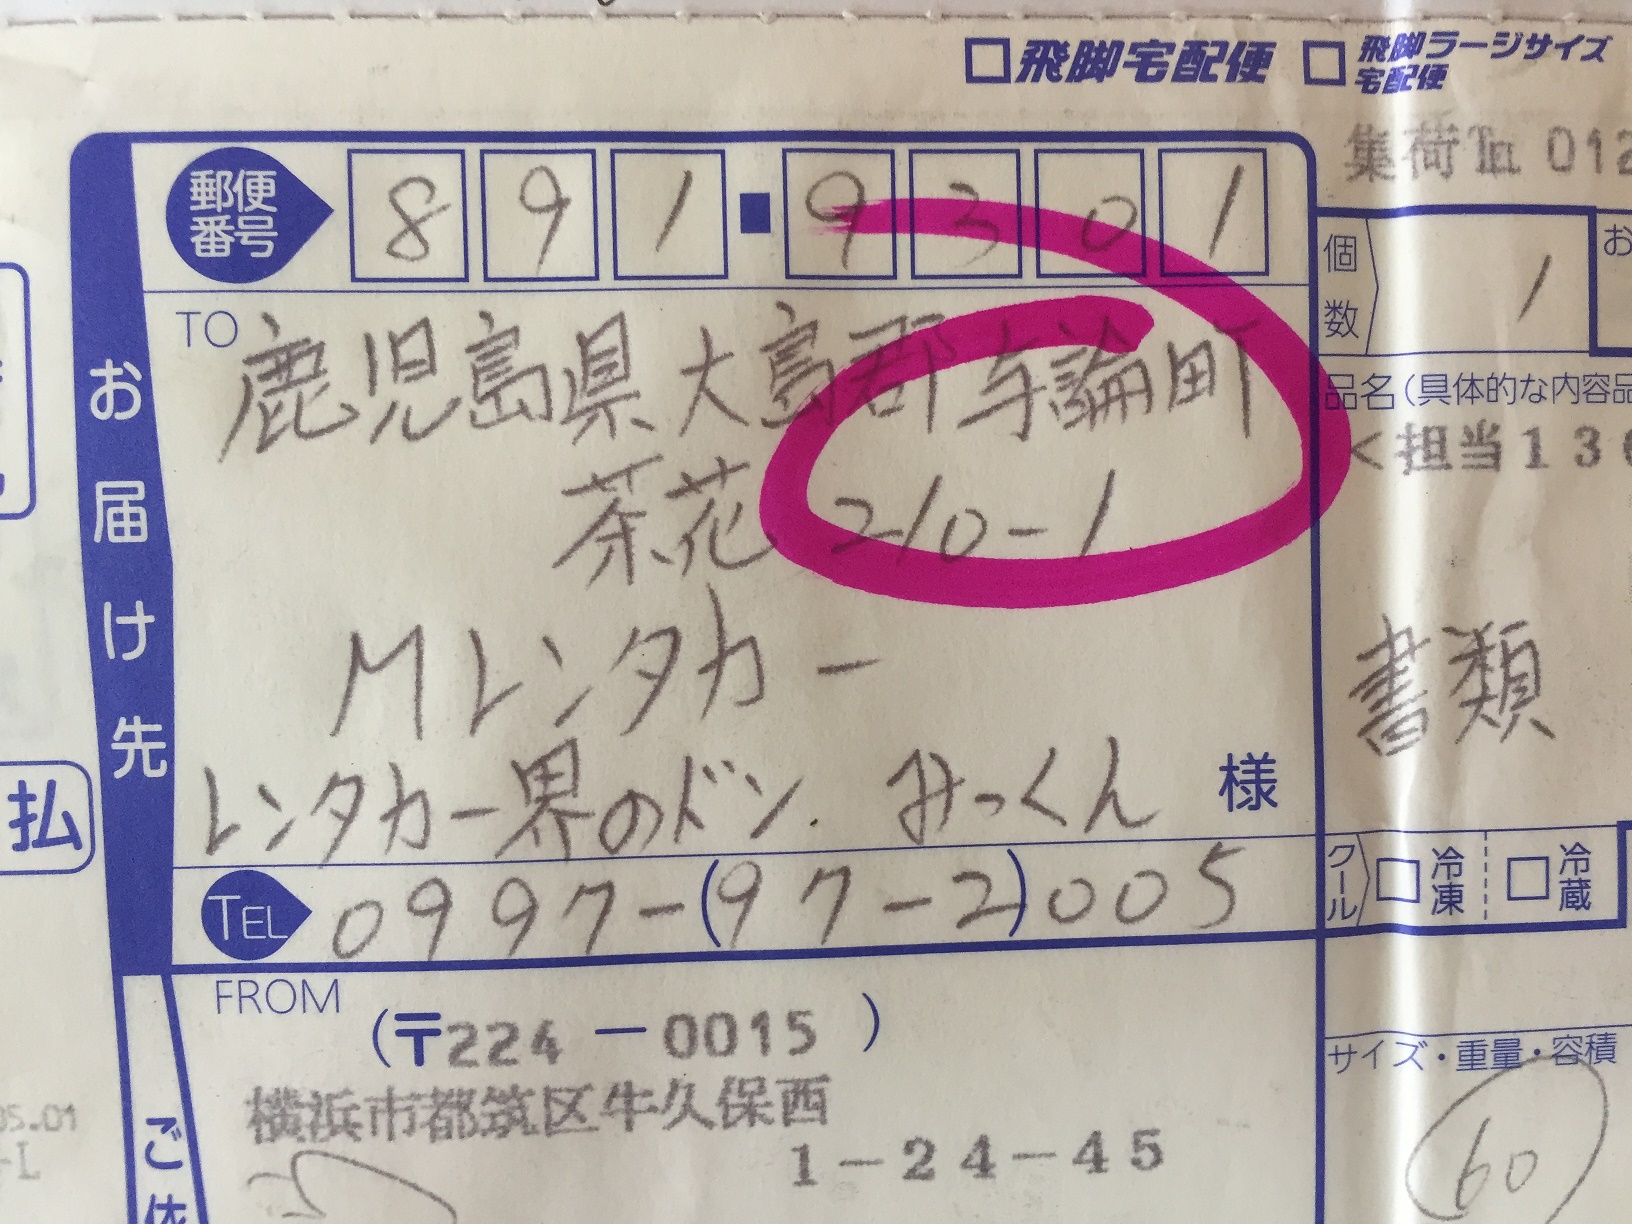 飛脚宅配便 飛脚ラージサイズ宅配便
集荷℡ 012
郵便番号 891-9301
個数 1
お
TO 鹿児島県大島郡与論町
茶花 210-1
品名(具体的な内容品
<担当13
お届け先
Mレンタカー
書類
レンタカー界のドン. みっくん 様
払
TEL 0997-(97-2)005
クール 冷凍 冷蔵
FROM
(〒224-0015)
サイズ・重量・容積
横浜市都筑区牛久保西
1-24-45
60
ご依